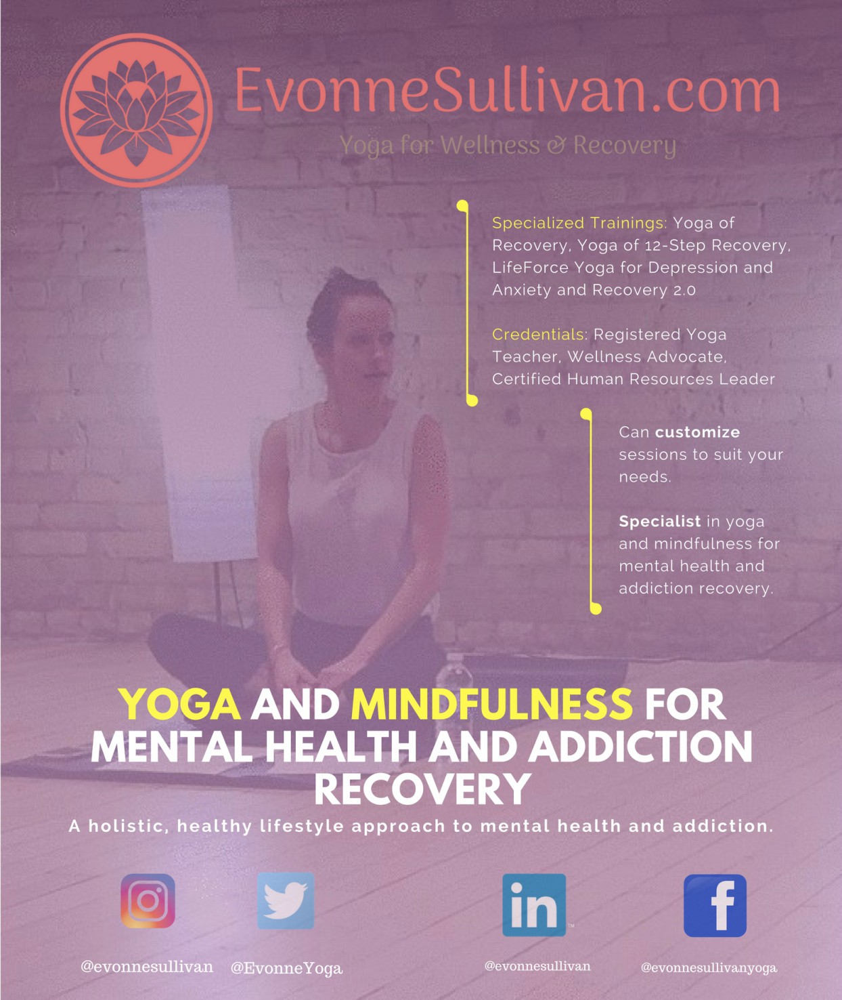 EvonneSullivan.com
Yoga for Wellness & Recovery
Specialized Trainings: Yoga of
Recovery, Yoga of 12-Step Recovery,
LifeForce Yoga for Depression and
Anxiety and Recovery 2.0
Credentials: Registered Yoga
Teacher, Wellness Advocate,
Certified Human Resources Leader
Can customize
sessions to suit your
needs.
Specialist in yoga
and mindfulness for
mental health and
addiction recovery.
YOGA AND MINDFULNESS FOR
MENTAL HEALTH AND ADDICTION
RECOVERY
A holistic, healthy lifestyle approach to mental health and addiction.
in TM f
@evonnesullivan @EvonneYoga @evonnesullivan @evonnesullivanyoga